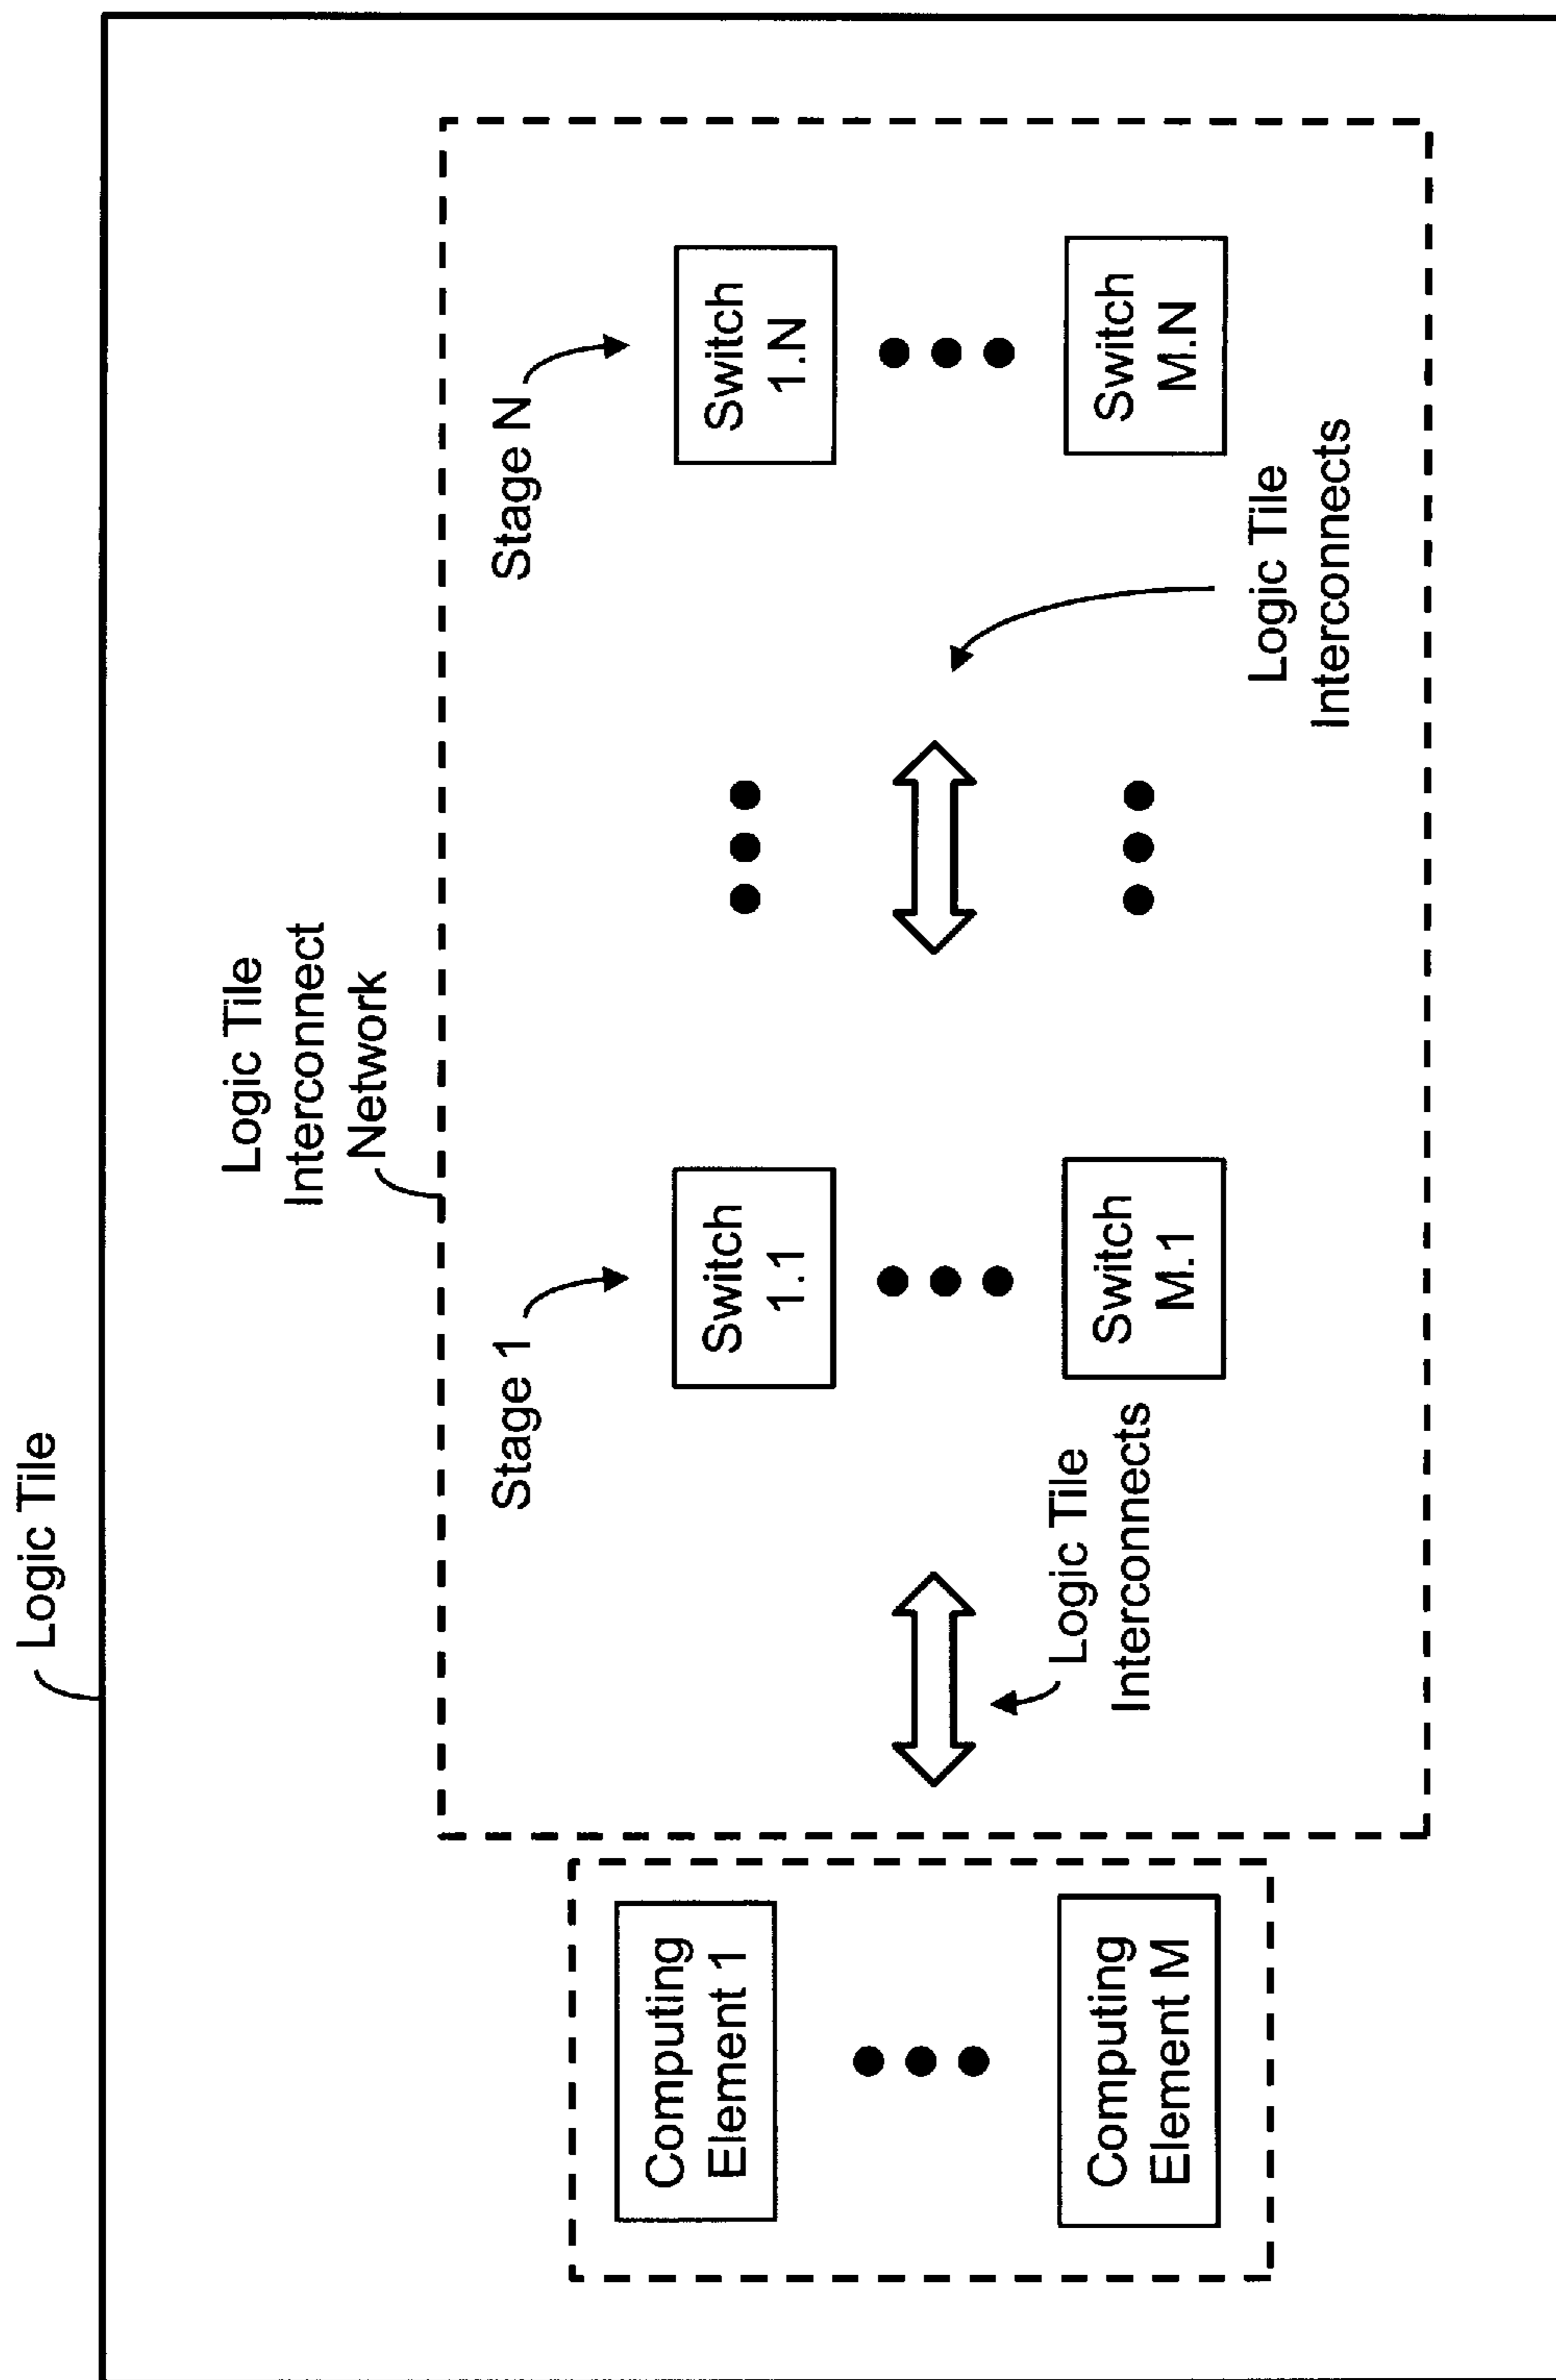 Logic Tile
Logic Tile
Interconnect
Network
Stage 1
Stage N
Computing
Element 1
Switch
1.1
Switch
1.N
Logic Tile
Interconnects
Computing
Element M
Switch
M.1
Switch
M.N
Logic Tile
Interconnects